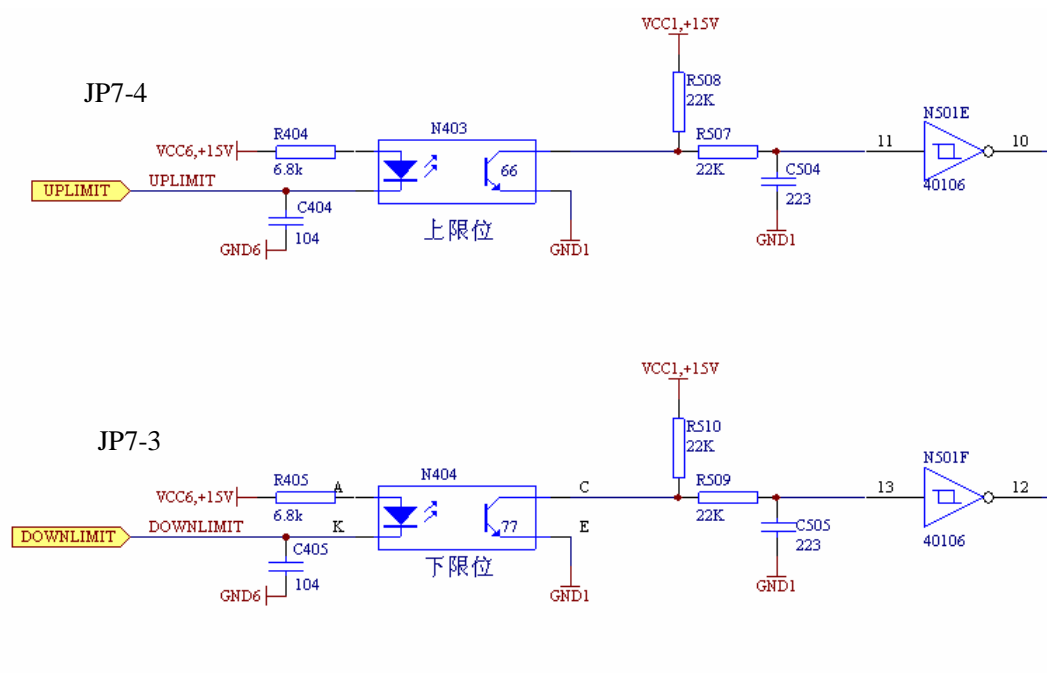 VCC1,+15V
JP7-4
R508
22K
N501E
R404
N403
R507
11
10
VCC6,+15V
6.8k
66
22K
C504
UPLIMIT
UPLIMIT
40106
223
C404
104
上限位
GND6
GND1
GND1
VCC1,+15V
JP7-3
R510
22K
N501F
R405
A
N404
C
R509
13
12
VCC6,+15V
6.8k
K
77
E
22K
C505
DOWNLIMIT
DOWNLIMIT
40106
223
C405
104
下限位
GND6
GND1
GND1